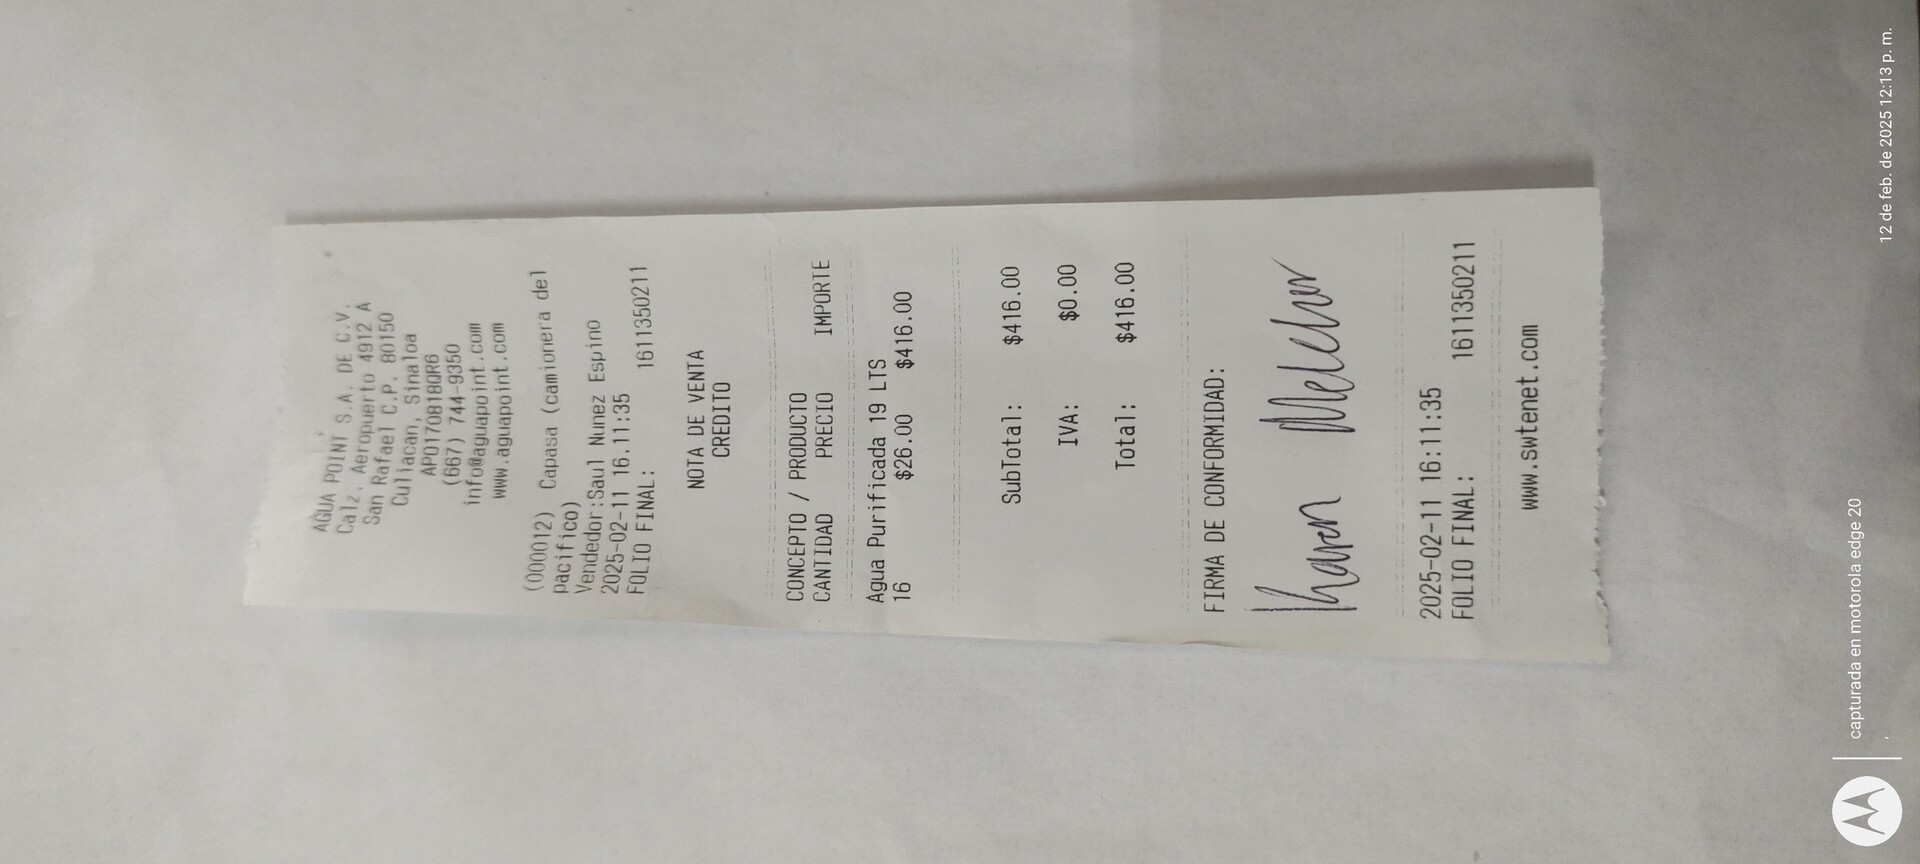 AGUA POINT S.A. DE C.V.
Calz. Aeropuerto 4912 A
San Rafael C.P. 80150
Culiacan, Sinaloa
APO170818QR6
(667) 744-9350
info@aguapoint.com
www.aguapoint.com
(000012) Capasa (camionera del
pacifico)
Vendedor:Saul Nunez Espino
2025-02-11 16:11:35
FOLIO FINAL: 1611350211
NOTA DE VENTA
CREDITO
CONCEPTO / PRODUCTO
CANTIDAD PRECIO IMPORTE
Agua Purificada 19 LTS
16 $26.00 $416.00
SubTotal: $416.00
IVA: $0.00
Total: $416.00
FIRMA DE CONFORMIDAD:
Karen Melchor
2025-02-11 16:11:35
FOLIO FINAL: 1611350211
www.swtenet.com
capturada en motorola edge 20
12 de feb. de 2025 12:13 p. m.